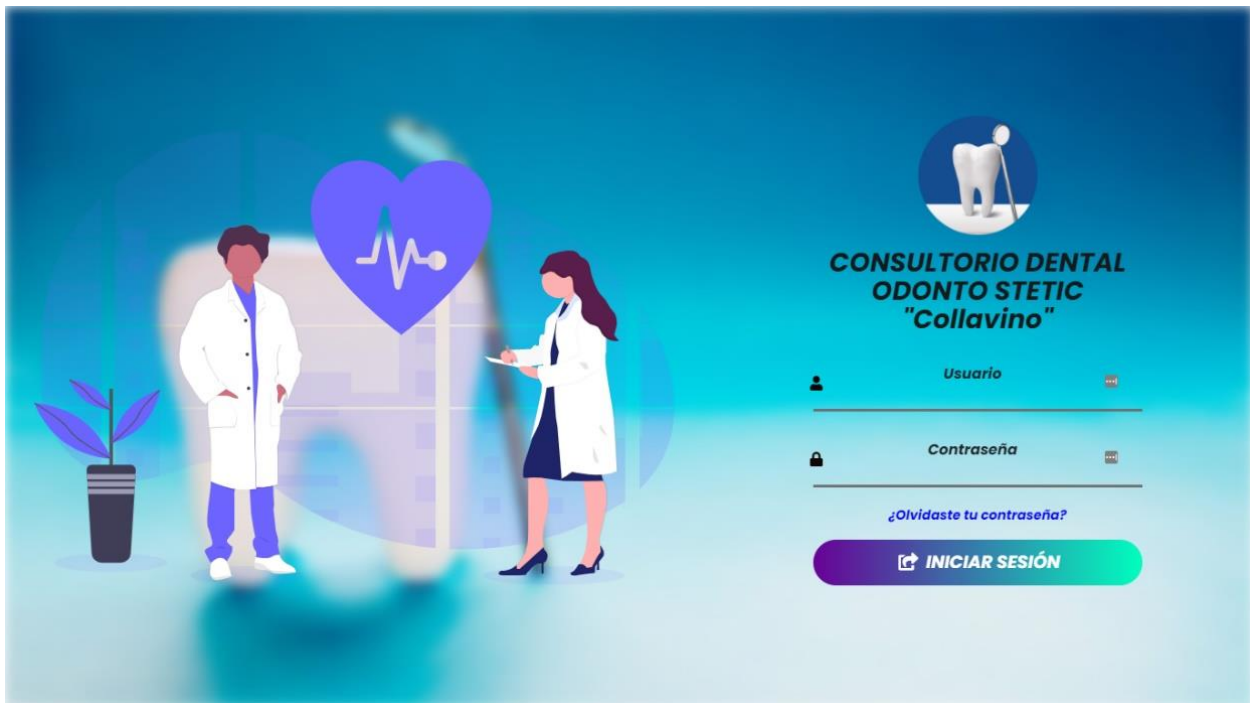 CONSULTORIO DENTAL
ODONTO STETIC
"Collavino"
Usuario
Contraseña
¿Olvidaste tu contraseña?
INICIAR SESIÓN